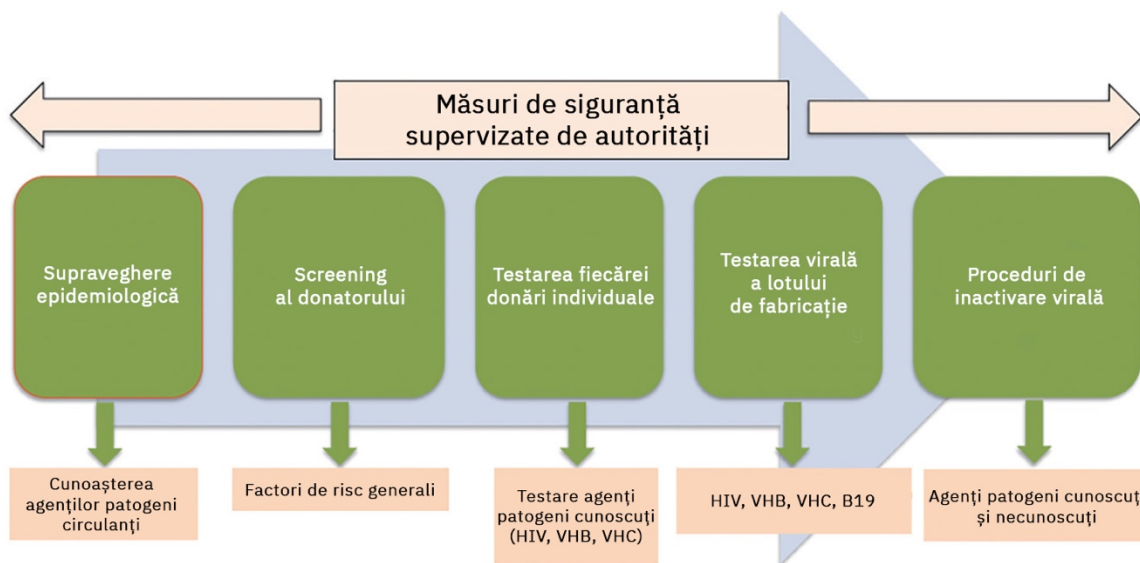 Măsuri de siguranță
supervizate de autorități
Supraveghere
epidemiologică
Screening
al donatorului
Testarea fiecărei
donări individuale
Testarea virală
a lotului
de fabricație
Proceduri de
inactivare virală
Cunoașterea
agenților patogeni
circulanți
Factori de risc generali
Testare agenți
patogeni cunoscuți
(HIV, VHB, VHC)
HIV, VHB, VHC, B19
Agenți patogeni cunoscuț
și necunoscuți